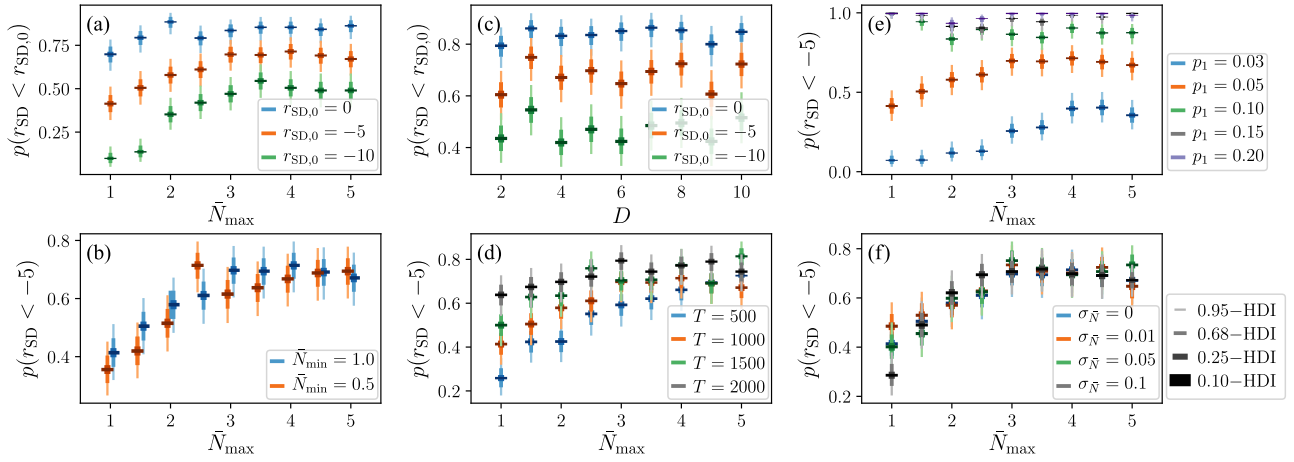 (a)
p(r_SD < r_SD,0)
0.75
0.50
0.25
r_SD,0 = 0
r_SD,0 = −5
r_SD,0 = −10
1 2 3 4 5
N̄_max
(c)
p(r_SD < r_SD,0)
0.8
0.6
0.4
r_SD,0 = 0
r_SD,0 = −5
r_SD,0 = −10
2 4 6 8 10
D
(e)
p(r_SD < −5)
1.0
0.5
0.0
1 2 3 4 5
N̄_max
p₁ = 0.03
p₁ = 0.05
p₁ = 0.10
p₁ = 0.15
p₁ = 0.20
(b)
p(r_SD < −5)
0.8
0.6
0.4
N̄_min = 1.0
N̄_min = 0.5
1 2 3 4 5
N̄_max
(d)
p(r_SD < −5)
0.8
0.6
0.4
0.2
T = 500
T = 1000
T = 1500
T = 2000
1 2 3 4 5
N̄_max
(f)
p(r_SD < −5)
0.8
0.6
0.4
0.2
σ_N̄ = 0
σ_N̄ = 0.01
σ_N̄ = 0.05
σ_N̄ = 0.1
1 2 3 4 5
N̄_max
0.95−HDI
0.68−HDI
0.25−HDI
0.10−HDI